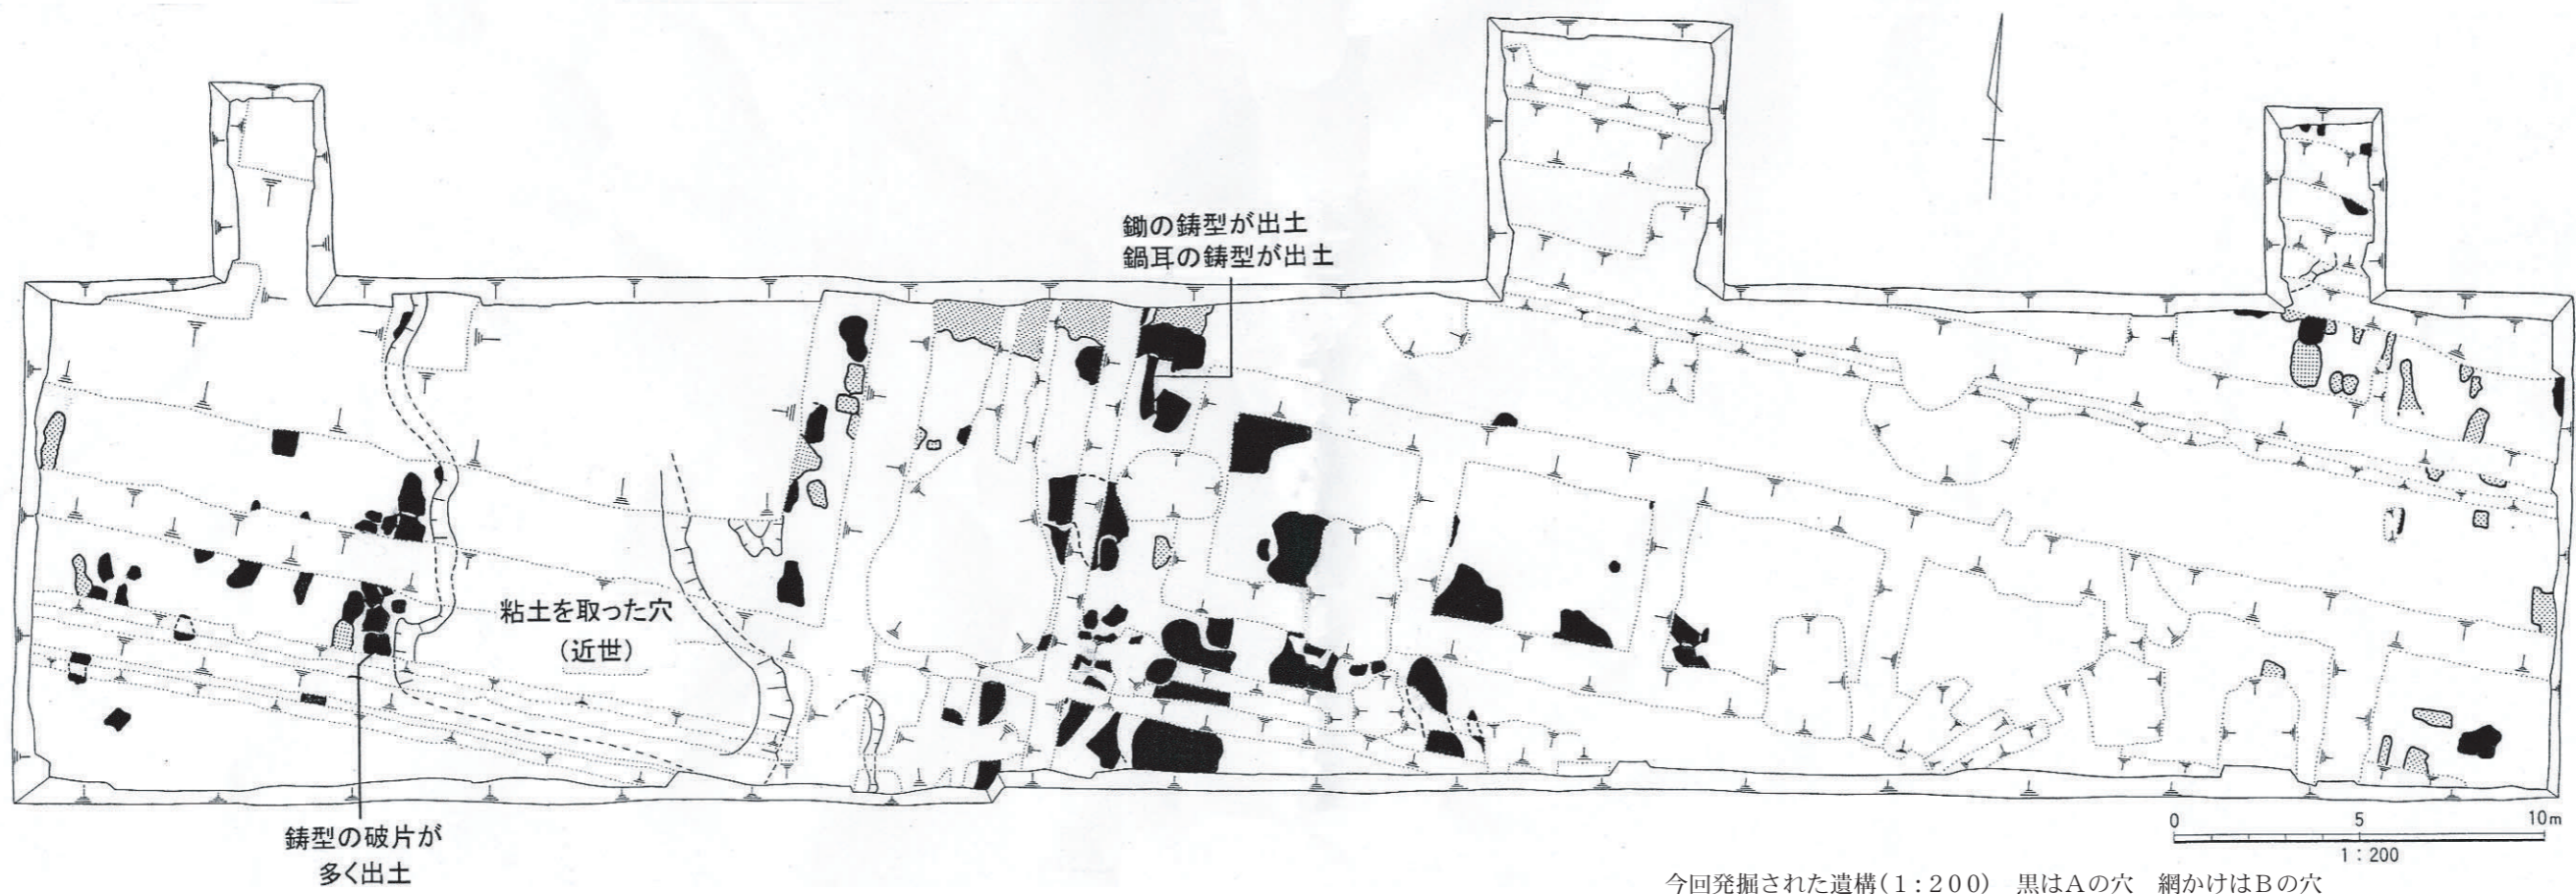 鋤の鋳型が出土
鍋耳の鋳型が出土
粘土を取った穴
(近世)
鋳型の破片が
多く出土
0 5 10m
1:200
今回発掘された遺構(1:200) 黒はAの穴 網かけはBの穴